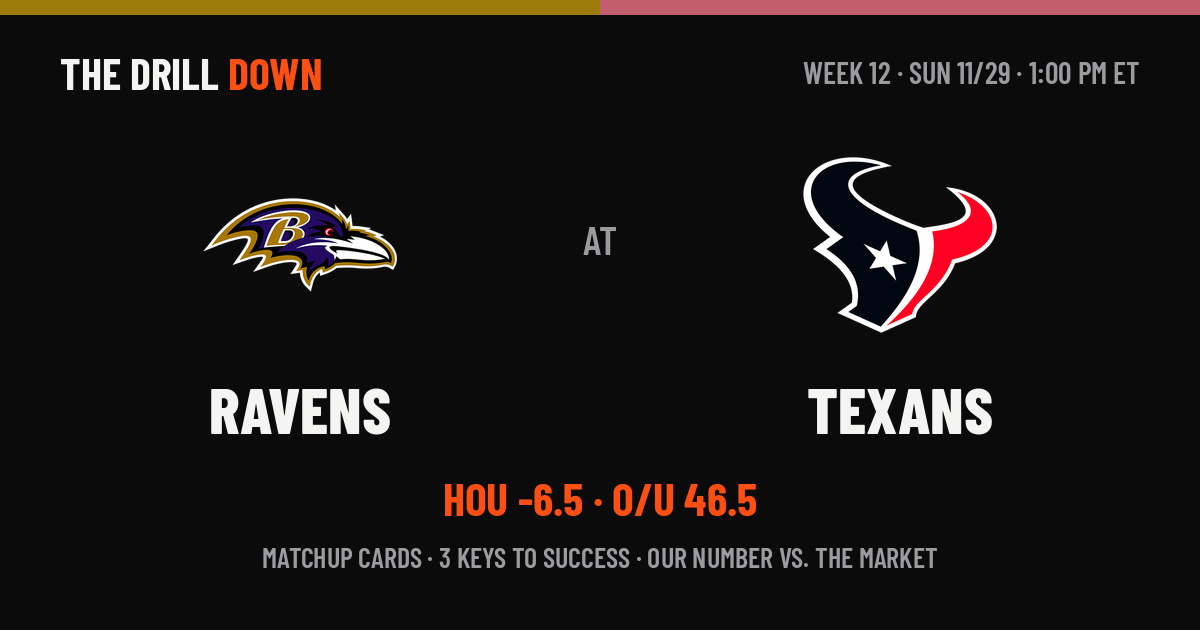 THE DRILL DOWN
WEEK 12 · SUN 11/29 · 1:00 PM ET
B
AT
RAVENS
TEXANS
HOU -6.5 · O/U 46.5
MATCHUP CARDS · 3 KEYS TO SUCCESS · OUR NUMBER VS. THE MARKET